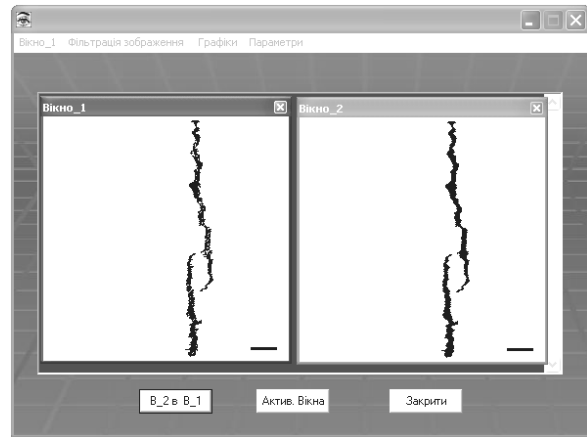 Вікно_1 Фільтрація зображення Графіки Параметри
Вікно_1 Вікно_2
В_2 в В_1 Актив. Вікна Закрити